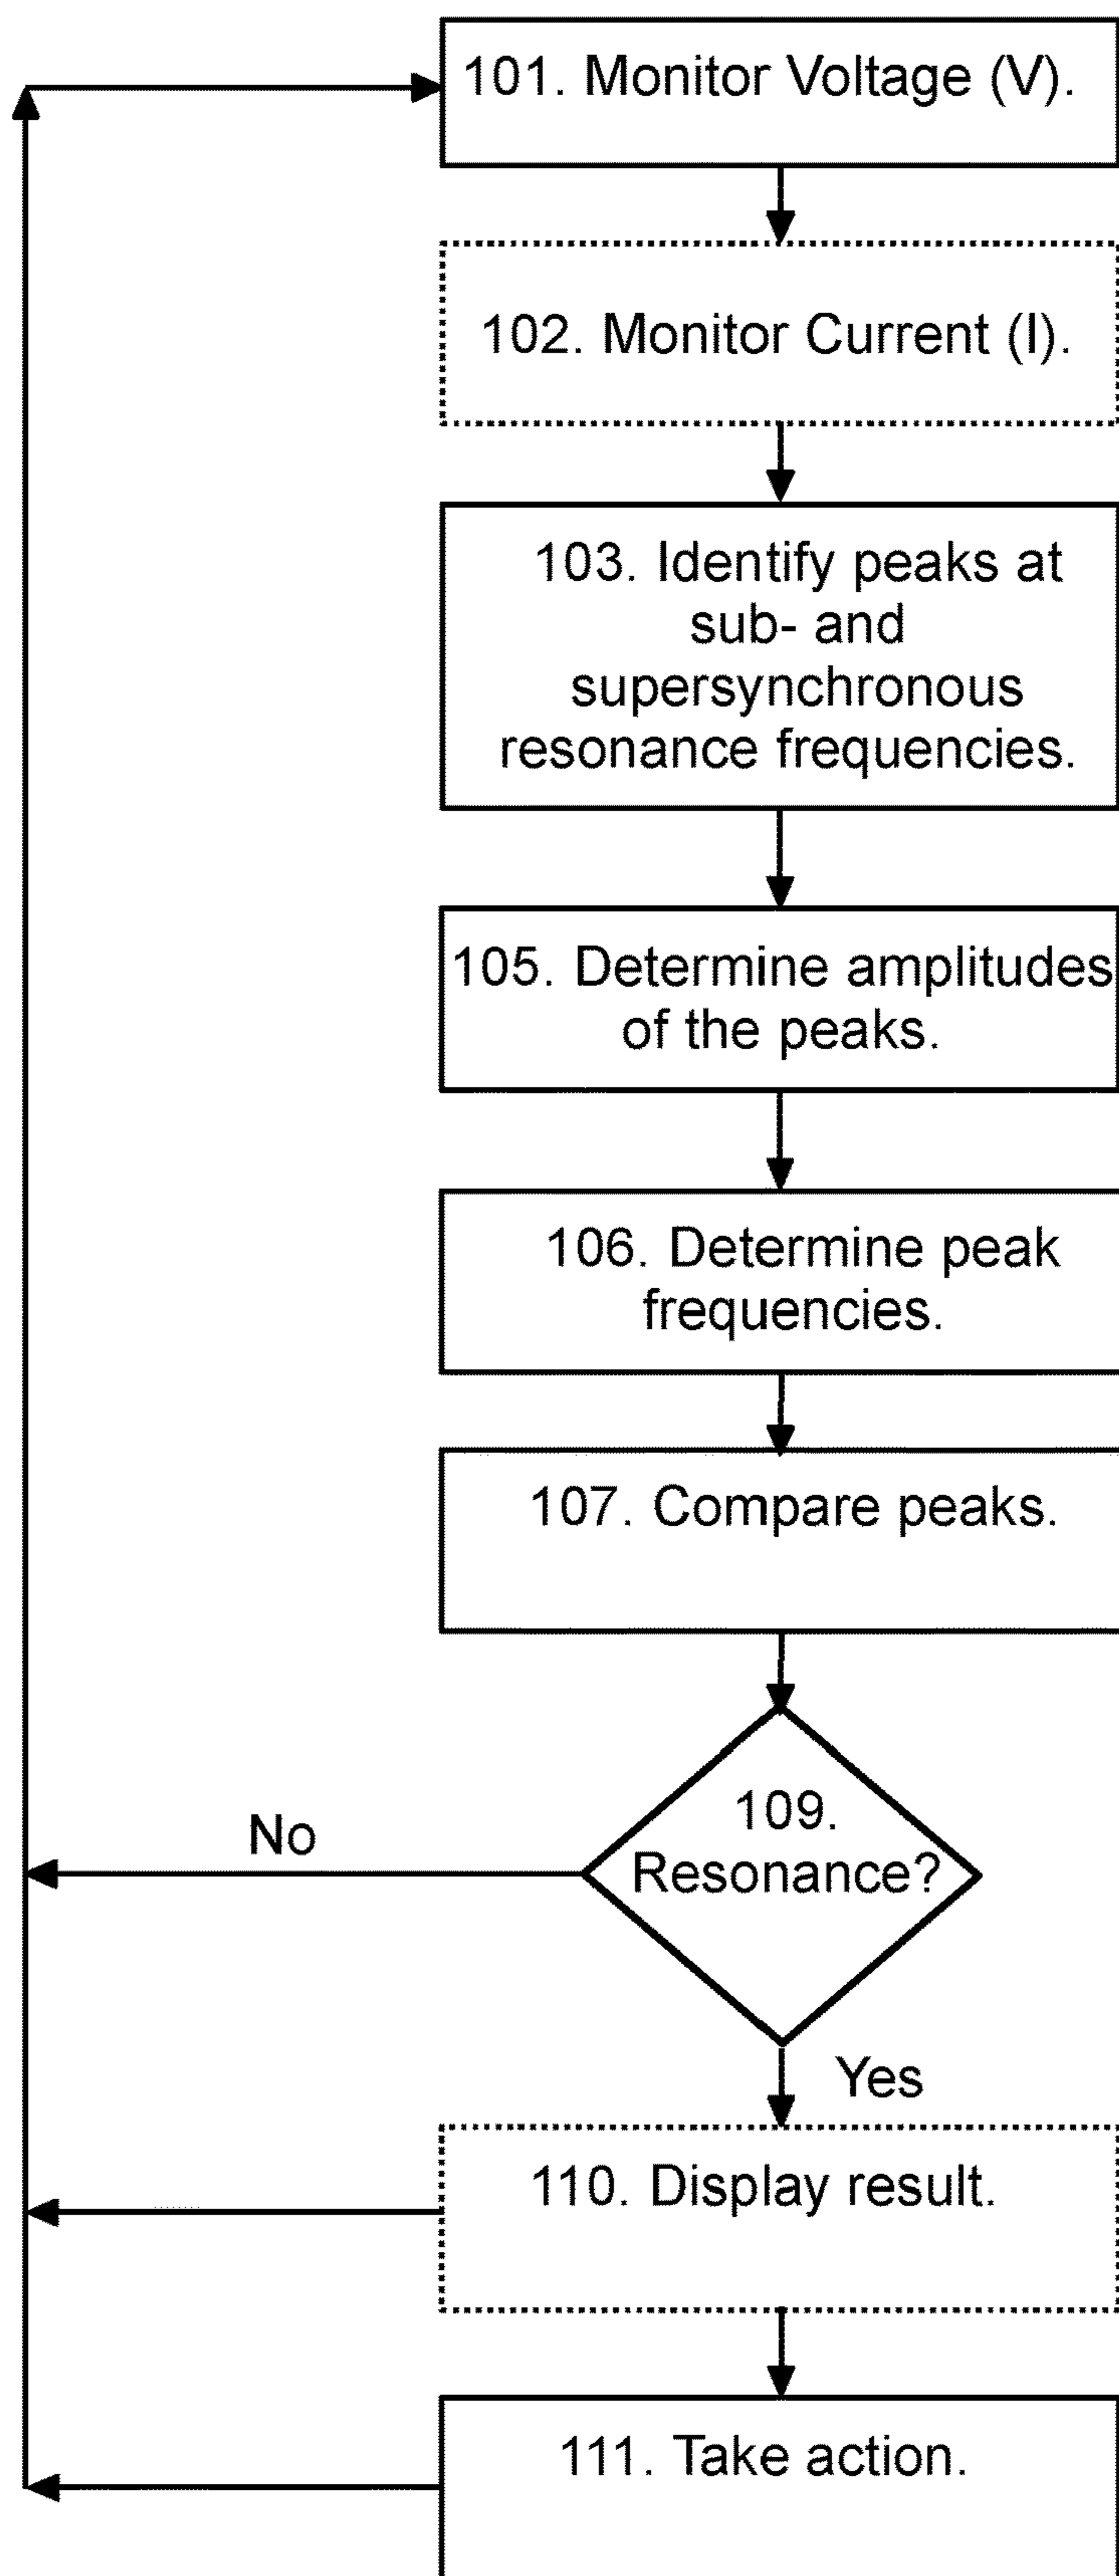 101. Monitor Voltage (V).
102. Monitor Current (I).
103. Identify peaks at
sub- and
supersynchronous
resonance frequencies.
105. Determine amplitudes
of the peaks.
106. Determine peak
frequencies.
107. Compare peaks.
109.
Resonance?
No
Yes
110. Display result.
111. Take action.